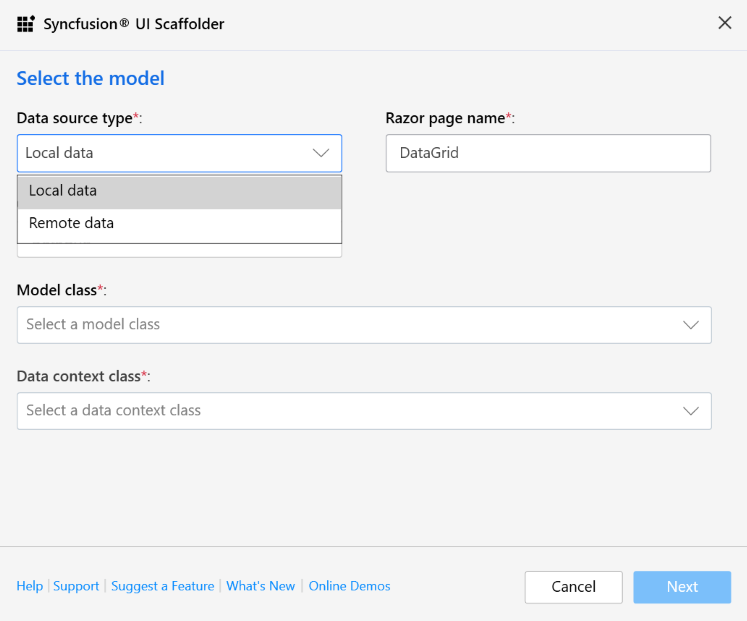 Syncfusion® UI Scaffolder
Select the model
Data source type*:
Razor page name*:
Local data
DataGrid
Local data
Remote data
Model class*:
Select a model class
Data context class*:
Select a data context class
Help | Support | Suggest a Feature | What's New | Online Demos
Cancel
Next